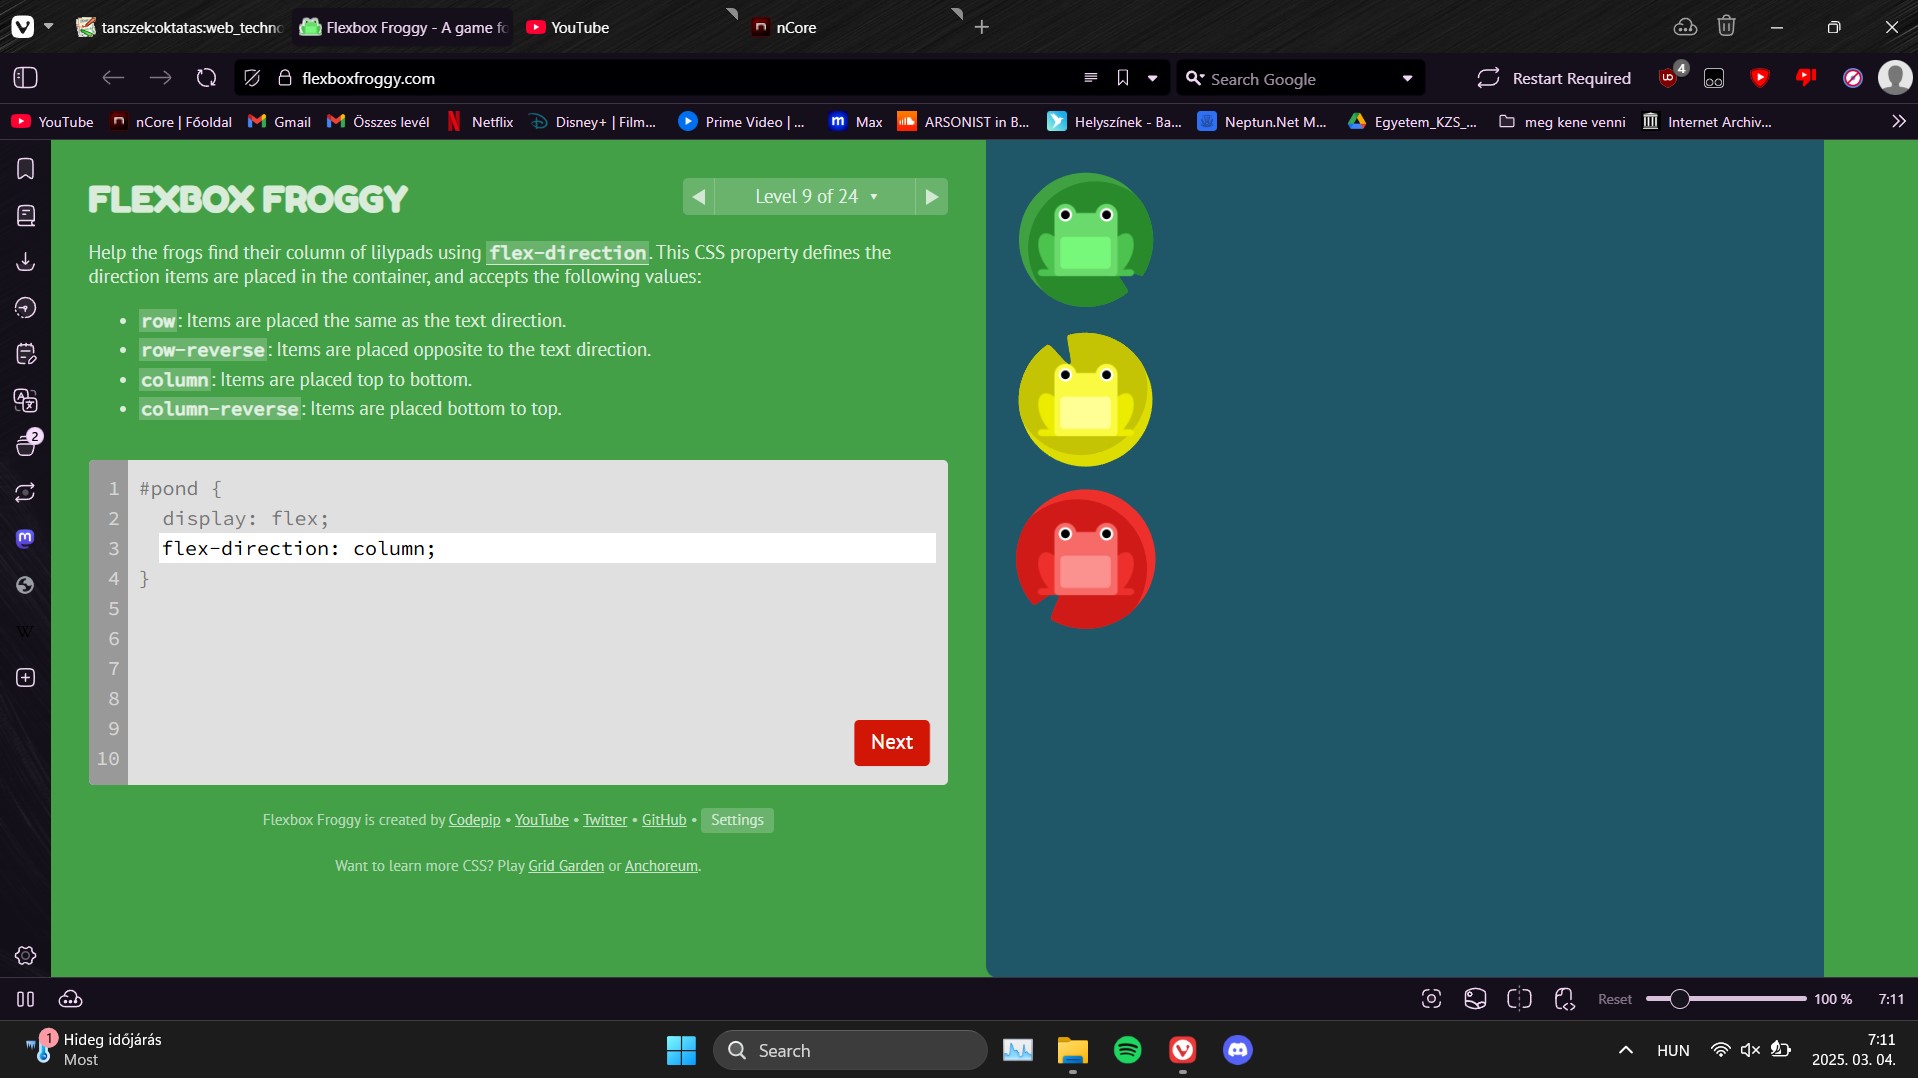 tanszek:oktatas:web_techno
Flexbox Froggy - A game fo
YouTube
nCore
flexboxfroggy.com
Search Google
Restart Required
4
YouTube
nCore | Főoldal
Gmail
Összes levél
Netflix
Disney+ | Film...
Prime Video | ...
Max
ARSONIST in B...
Helyszínek - Ba...
Neptun.Net M...
Egyetem_KZS_...
meg kene venni
Internet Archiv...
2
FLEXBOX FROGGY
Level 9 of 24
Help the frogs find their column of lilypads using flex-direction. This CSS property defines the
direction items are placed in the container, and accepts the following values:
• row: Items are placed the same as the text direction.
• row-reverse: Items are placed opposite to the text direction.
• column: Items are placed top to bottom.
• column-reverse: Items are placed bottom to top.
1 #pond {
2 display: flex;
3 flex-direction: column;
4 }
5
6
7
8
9
10
Next
Flexbox Froggy is created by Codepip • YouTube • Twitter • GitHub • Settings
Want to learn more CSS? Play Grid Garden or Anchoreum.
W
Reset
100 %
7:11
1
Hideg időjárás
Most
Search
HUN
7:11
2025. 03. 04.